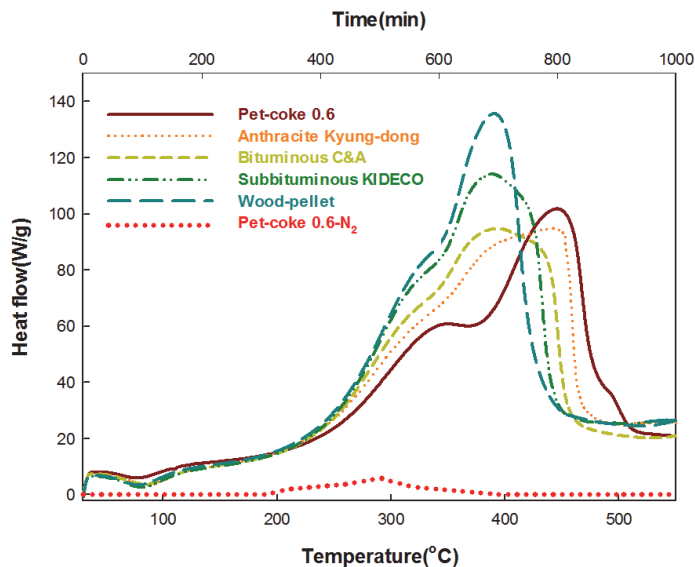 Time(min)
0 200 400 600 800 1000
140
120
100
80
60
40
20
0
Heat flow(W/g)
Pet-coke 0.6
Anthracite Kyung-dong
Bituminous C&A
Subbituminous KIDECO
Wood-pellet
Pet-coke 0.6-N₂
100 200 300 400 500
Temperature(°C)